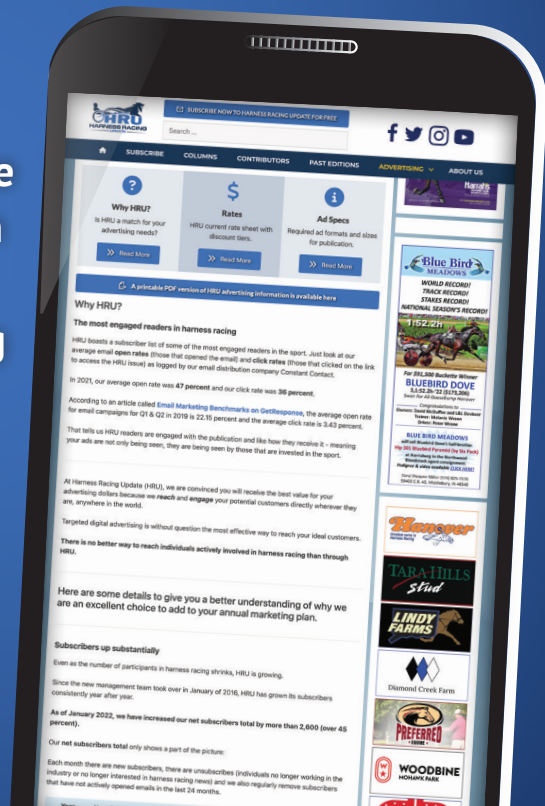 e
g
HRU
HARNESS RACING
UPDATE
SUBSCRIBE NOW TO HARNESS RACING UPDATE FOR FREE
Search ...
SUBSCRIBE COLUMNS CONTRIBUTORS PAST EDITIONS ADVERTISING ABOUT US
?
Why HRU?
Is HRU a match for your
advertising needs?
Read More
$
Rates
HRU current rate sheet with
discount tiers.
Read More
i
Ad Specs
Required ad formats and sizes
for publication.
Read More
A printable PDF version of HRU advertising information is available here
Why HRU?
The most engaged readers in harness racing
HRU boasts a subscriber list of some of the most engaged readers in the sport. Just look at our
average email open rates (those that opened the email) and click rates (those that clicked on the link
to access the HRU issue) as logged by our email distribution company Constant Contact.
In 2021, our average open rate was 47 percent and our click rate was 36 percent.
According to an article called Email Marketing Benchmarks on GetResponse, the average open rate
for email campaigns for Q1 & Q2 in 2019 is 22.15 percent and the average click rate is 3.43 percent.
That tells us HRU readers are engaged with the publication and like how they receive it - meaning
your ads are not only being seen, they are being seen by those that are invested in the sport.
At Harness Racing Update (HRU), we are convinced you will receive the best value for your
advertising dollars because we reach and engage your potential customers directly wherever they
are, anywhere in the world.
Targeted digital advertising is without question the most effective way to reach your ideal customers.
There is no better way to reach individuals actively involved in harness racing than through
HRU.
Here are some details to give you a better understanding of why we
are an excellent choice to add to your annual marketing plan.
Subscribers up substantially
Even as the number of participants in harness racing shrinks, HRU is growing.
Since the new management team took over in January of 2016, HRU has grown its subscribers
consistently year after year.
As of January 2022, we have increased our net subscribers total by more than 2,600 (over 45
percent).
Our net subscribers total only shows a part of the picture:
Each month there are new subscribers, there are unsubscribes (individuals no longer working in the
industry or no longer interested in harness racing news) and we also regularly remove subscribers
that have not actively opened emails in the last 24 months.
Harrah's
Blue Bird
MEADOWS
WORLD RECORD!
TRACK RECORD!
STAKES RECORD!
NATIONAL SEASON'S RECORD!
1:52.2h
For $91,500 Buckette Winner
BLUEBIRD DOVE
3,1:52.2h '22 ($173,206)
Congratulations to
BLUE BIRD MEADOWS
CLICK HERE!
Hanover
TARA HILLS
Stud
LINDY
FARMS
Diamond Creek Farm
PREFERRED
WOODBINE
MOHAWK PARK